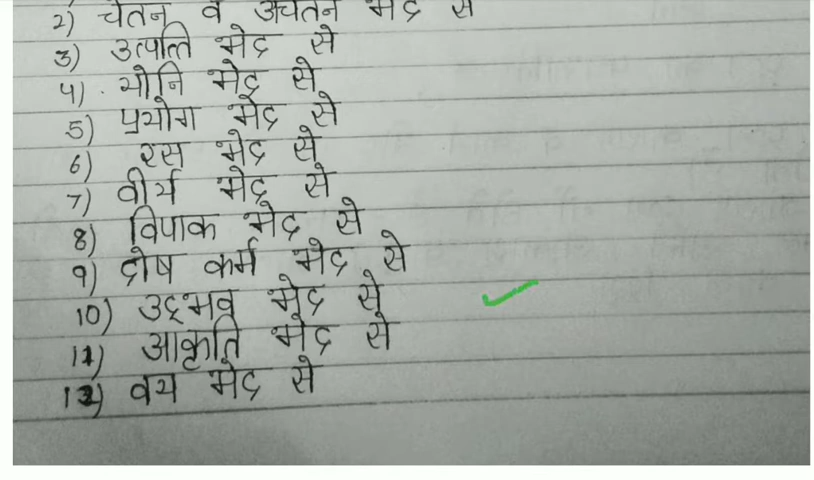 2) चेतन व अचेतन भेद से
3) उत्पत्ति भेद से
4) योनि भेद से
5) प्रयोग भेद से
6) रस भेद से
7) वीर्य भेद से
8) विपाक भेद से
9) दोष कर्म भेद से
10) उद्भव भेद से
11) आकृति भेद से
12) वय भेद से